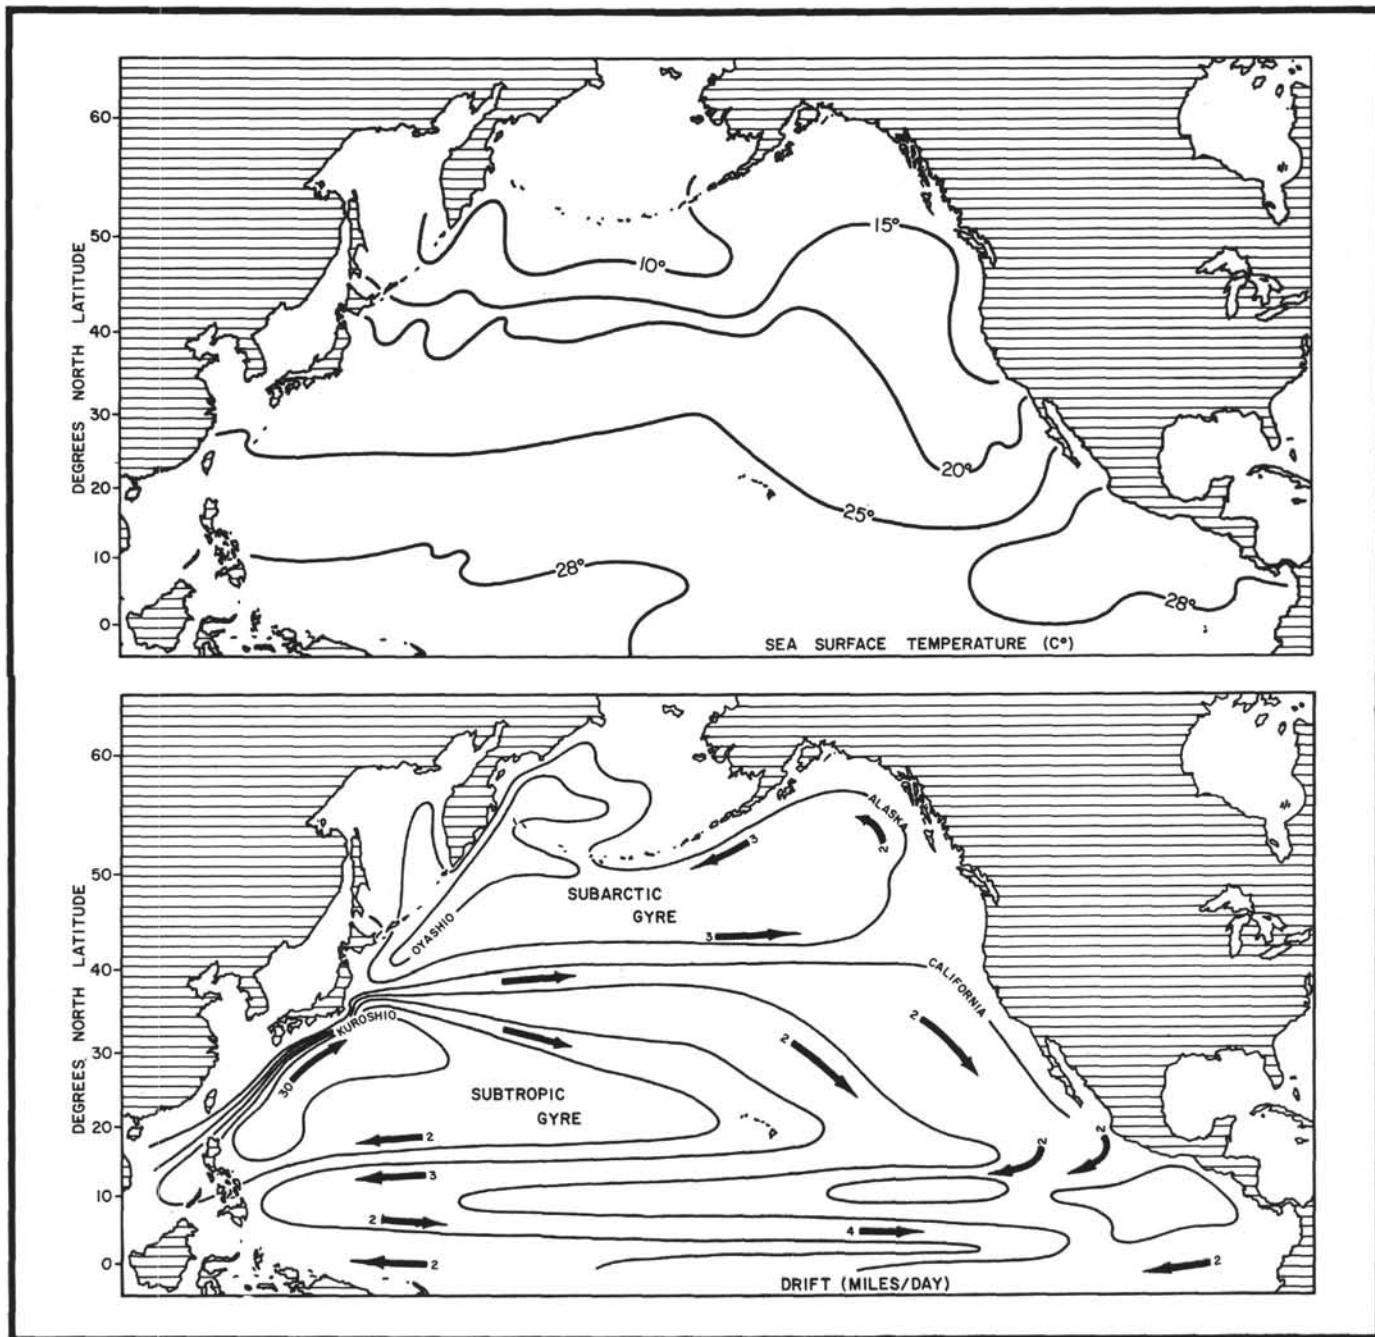 60
50
40
30
20
10
0
DEGREES NORTH LATITUDE
15°
10°
20°
25°
28°
28°
SEA SURFACE TEMPERATURE (C°)
60
50
40
30
20
10
0
DEGREES NORTH LATITUDE
ALASKA
3
2
SUBARCTIC
GYRE
OYASHIO
3
CALIFORNIA
KUROSHIO
2
2
30
SUBTROPIC
GYRE
2
2
2
3
2
4
2
2
DRIFT (MILES/DAY)